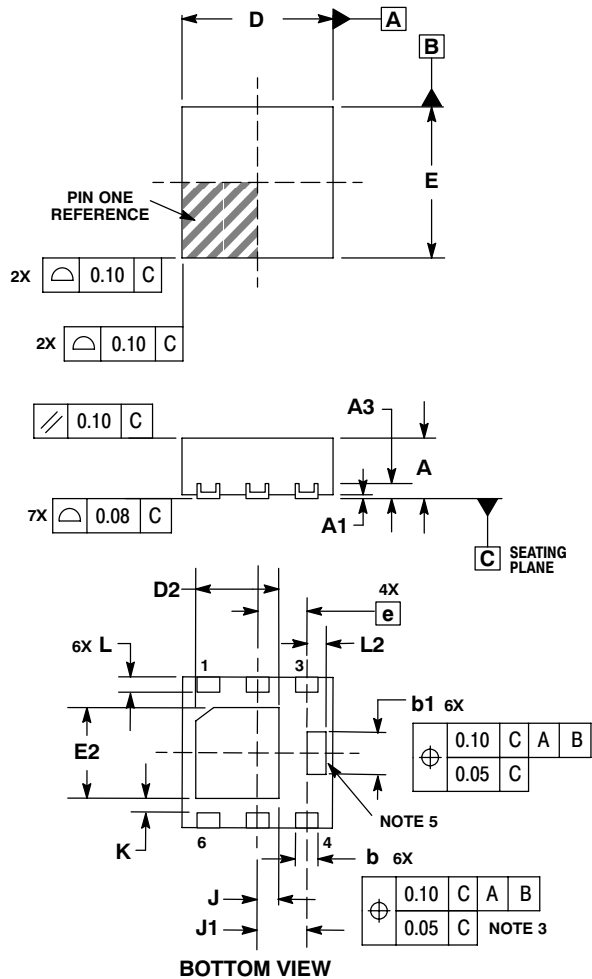 D
A
B
E
PIN ONE
REFERENCE
2X ⌓ 0.10 C
2X ⌓ 0.10 C
⫽ 0.10 C
A3
A
7X ⌓ 0.08 C
A1
C SEATING
PLANE
D2
4X
e
6X L
L2
1
3
b1 6X
⌖ 0.10 C A B
0.05 C
E2
NOTE 5
K
6
4
b 6X
J
⌖ 0.10 C A B
0.05 C NOTE 3
J1
BOTTOM VIEW